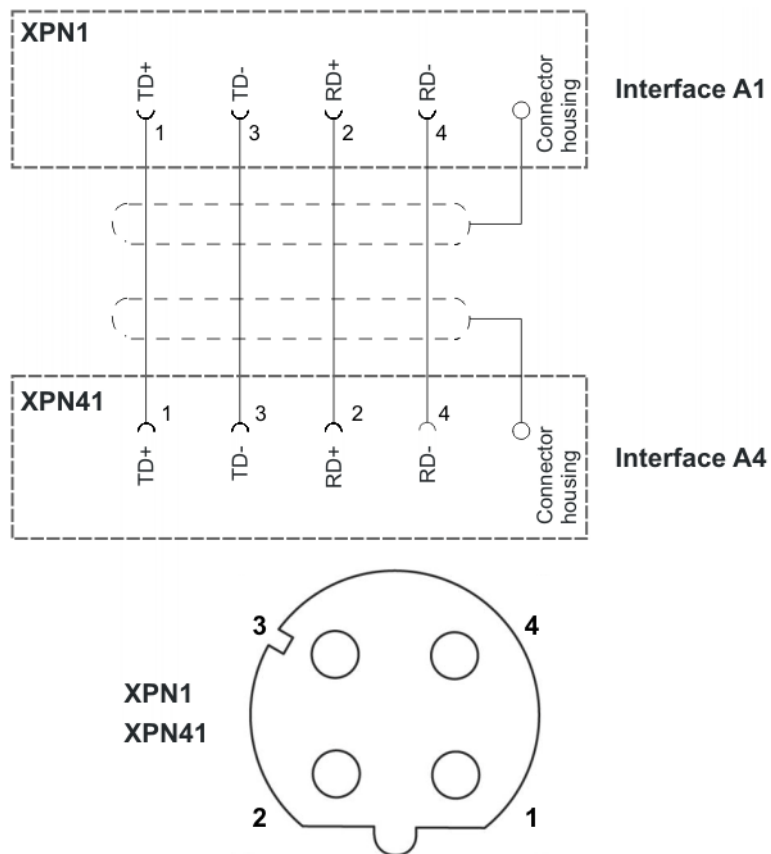 XPN1
TD+
TD-
RD+
RD-
Connector
housing
Interface A1
1
3
2
4
XPN41
1
3
2
4
TD+
TD-
RD+
RD-
Connector
housing
Interface A4
3
4
XPN1
XPN41
2
1